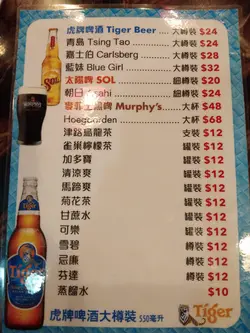 虎牌啤酒 Tiger Beer ... 大樽裝 $24
青島 Tsing Tao ... 大樽裝 $24
嘉士伯 Carlsberg ... 大樽裝 $28
藍妹 Blue Girl ... 大樽裝 $32
太陽啤 SOL ... 細樽裝 $20
朝日 Asahi ... 細樽裝 $24
Murphy's ... 大杯 $48
Hoegaarden ... 大杯 $68
津路烏龍茶 支裝 $12
雀巢檸檬茶 罐裝 $12
加多寶 罐裝 $12
清涼爽 罐裝 $12
馬蹄爽 罐裝 $12
菊花茶 罐裝 $12
甘蔗水 罐裝 $12
可樂 罐裝 $12
雪碧 罐裝 $12
忌廉 樽裝 $12
芬達 樽裝 $12
蒸餾水 $10
虎牌啤酒大樽裝 550毫升 Tiger
Tiger